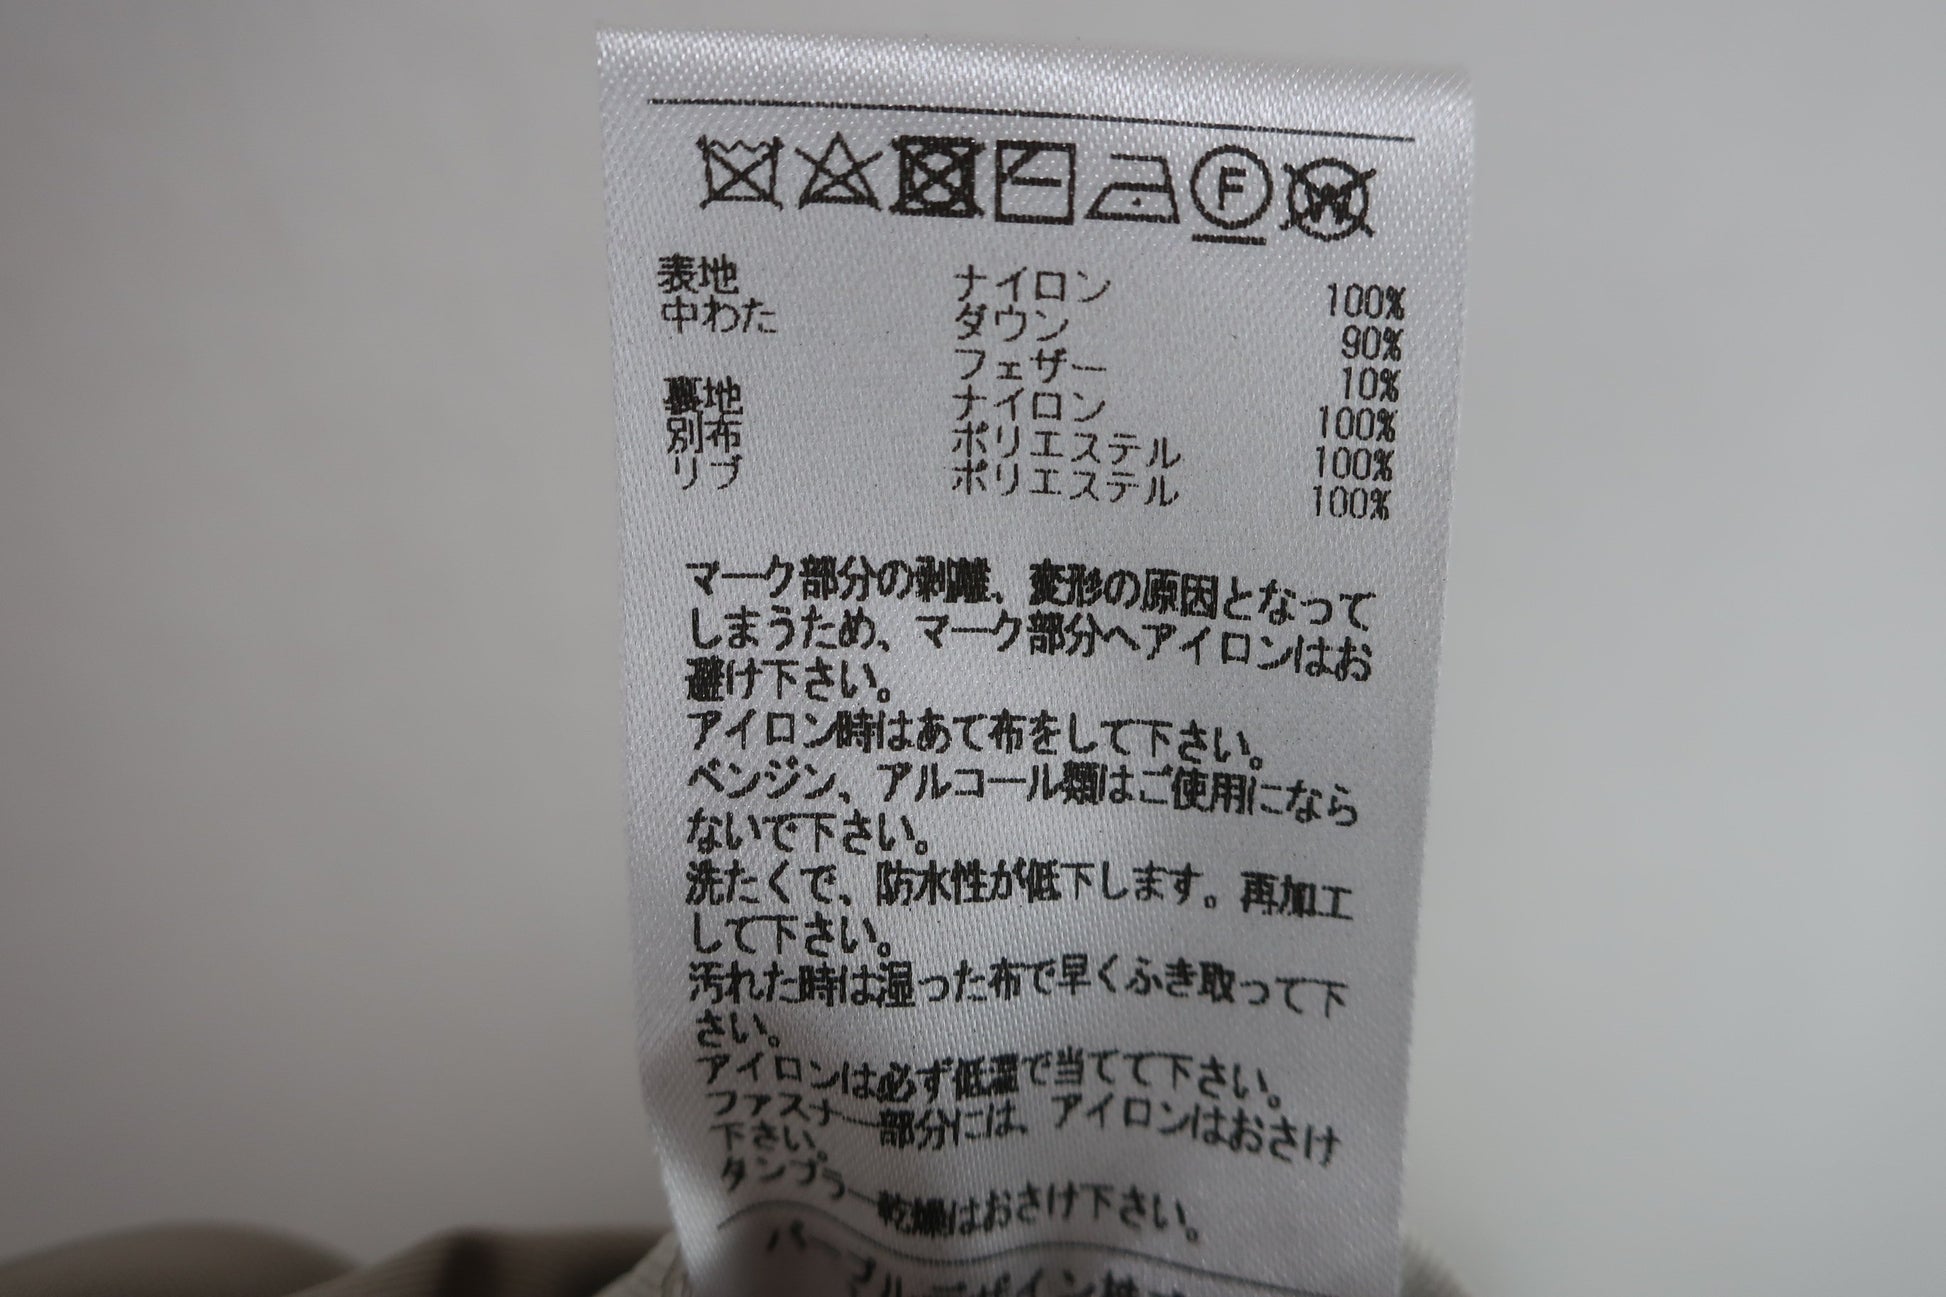 F W
表地 ナイロン 100%
中わた ダウン 90%
フェザー 10%
裏地 ナイロン 100%
別布 ポリエステル 100%
リブ ポリエステル 100%
マーク部分の剥離、変形の原因となって
しまうため、マーク部分へアイロンはお
避け下さい。
アイロン時はあて布をして下さい。
ベンジン、アルコール類はご使用になら
ないで下さい。
洗たくで、防水性が低下します。再加工
して下さい。
汚れた時は湿った布で早くふき取って下
さい。
アイロンは必ず低温で当てて下さい。
ファスナー部分には、アイロンはおさけ
下さい。
タンブラー乾燥はおさけ下さい。